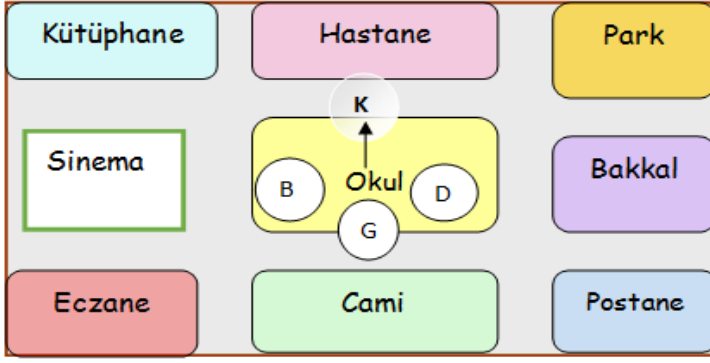 Kütüphane
Hastane
Park
K
Sinema
B
Okul
D
G
Bakkal
Eczane
Cami
Postane